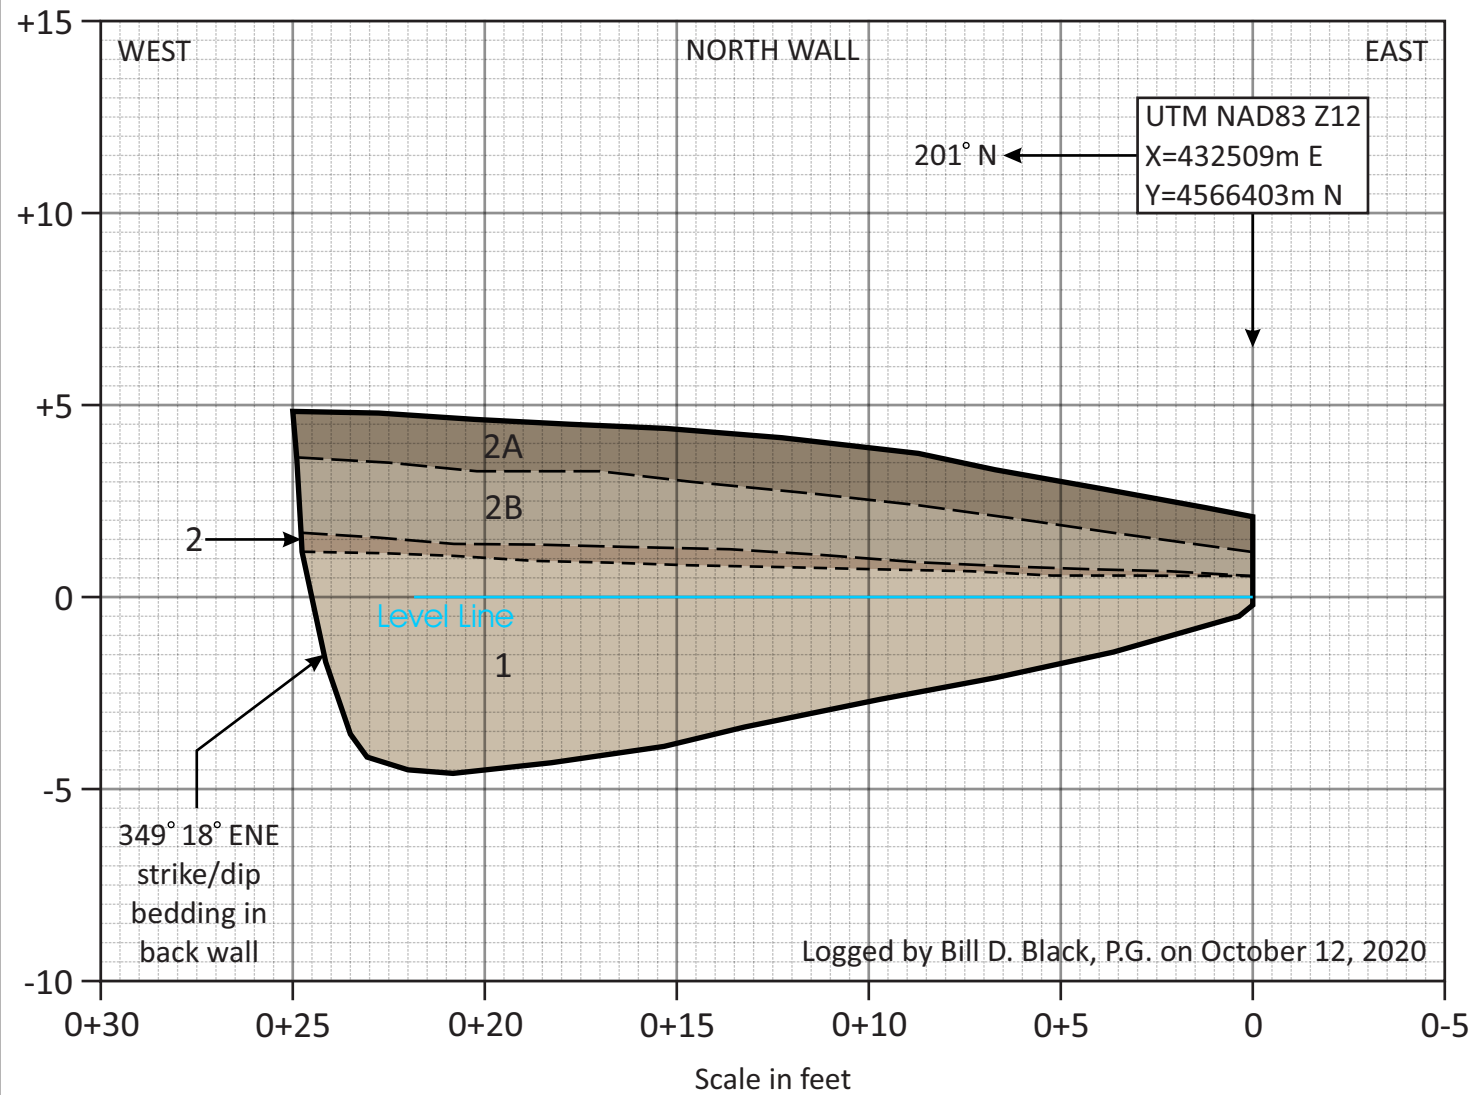 +15
WEST
NORTH WALL
EAST
UTM NAD83 Z12
X=432509m E
Y=4566403m N
201° N
+10
+5
2A
2B
2
0
Level Line
1
-5
349° 18° ENE
strike/dip
bedding in
back wall
Logged by Bill D. Black, P.G. on October 12, 2020
-10
0+30 0+25 0+20 0+15 0+10 0+5 0 0-5
Scale in feet